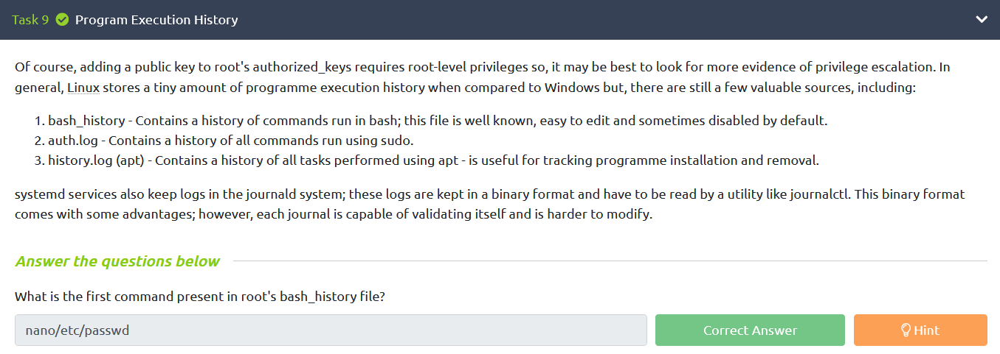 Task 9 Program Execution History
Of course, adding a public key to root's authorized_keys requires root-level privileges so, it may be best to look for more evidence of privilege escalation. In
general, Linux stores a tiny amount of programme execution history when compared to Windows but, there are still a few valuable sources, including:
1. bash_history - Contains a history of commands run in bash; this file is well known, easy to edit and sometimes disabled by default.
2. auth.log - Contains a history of all commands run using sudo.
3. history.log (apt) - Contains a history of all tasks performed using apt - is useful for tracking programme installation and removal.
systemd services also keep logs in the journald system; these logs are kept in a binary format and have to be read by a utility like journalctl. This binary format
comes with some advantages; however, each journal is capable of validating itself and is harder to modify.
Answer the questions below
What is the first command present in root's bash_history file?
nano/etc/passwd
Correct Answer
Hint